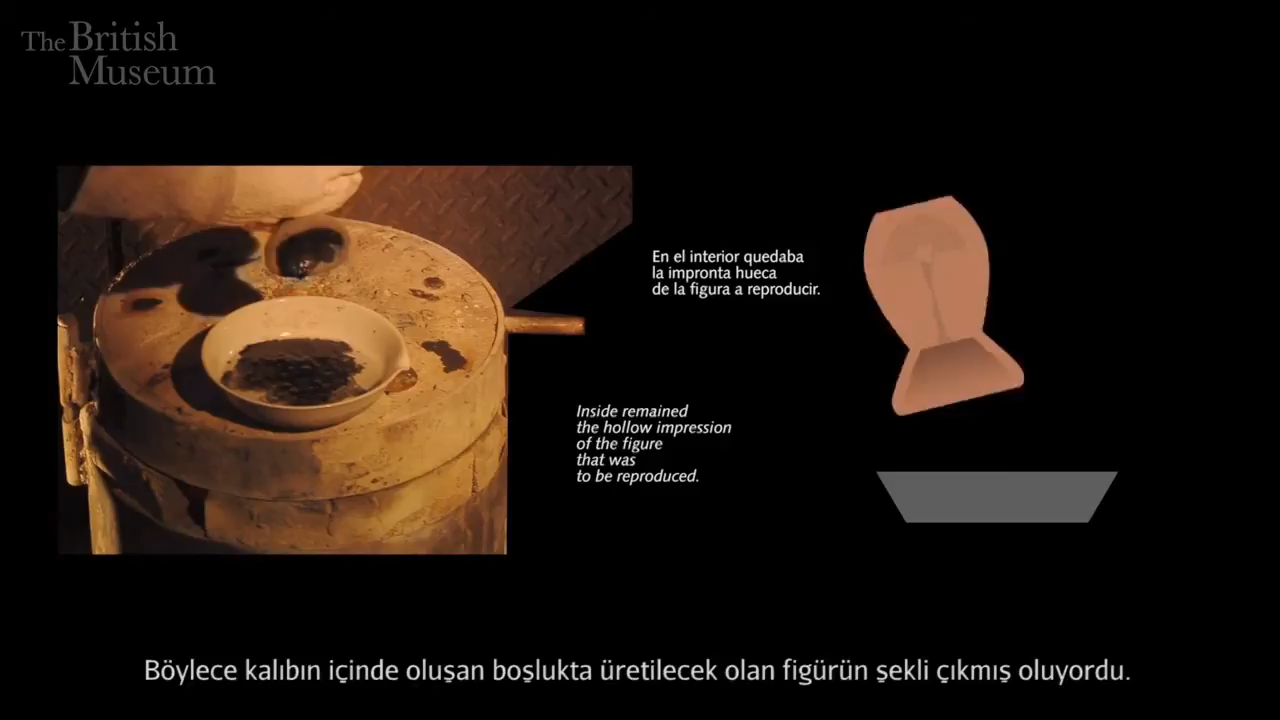 The British
Museum
En el interior quedaba
la impronta hueca
de la figura a reproducir.
Inside remained
the hollow impression
of the figure
that was
to be reproduced.
Böylece kalıbın içinde oluşan boşlukta üretilecek olan figürün şekli çıkmış oluyordu.